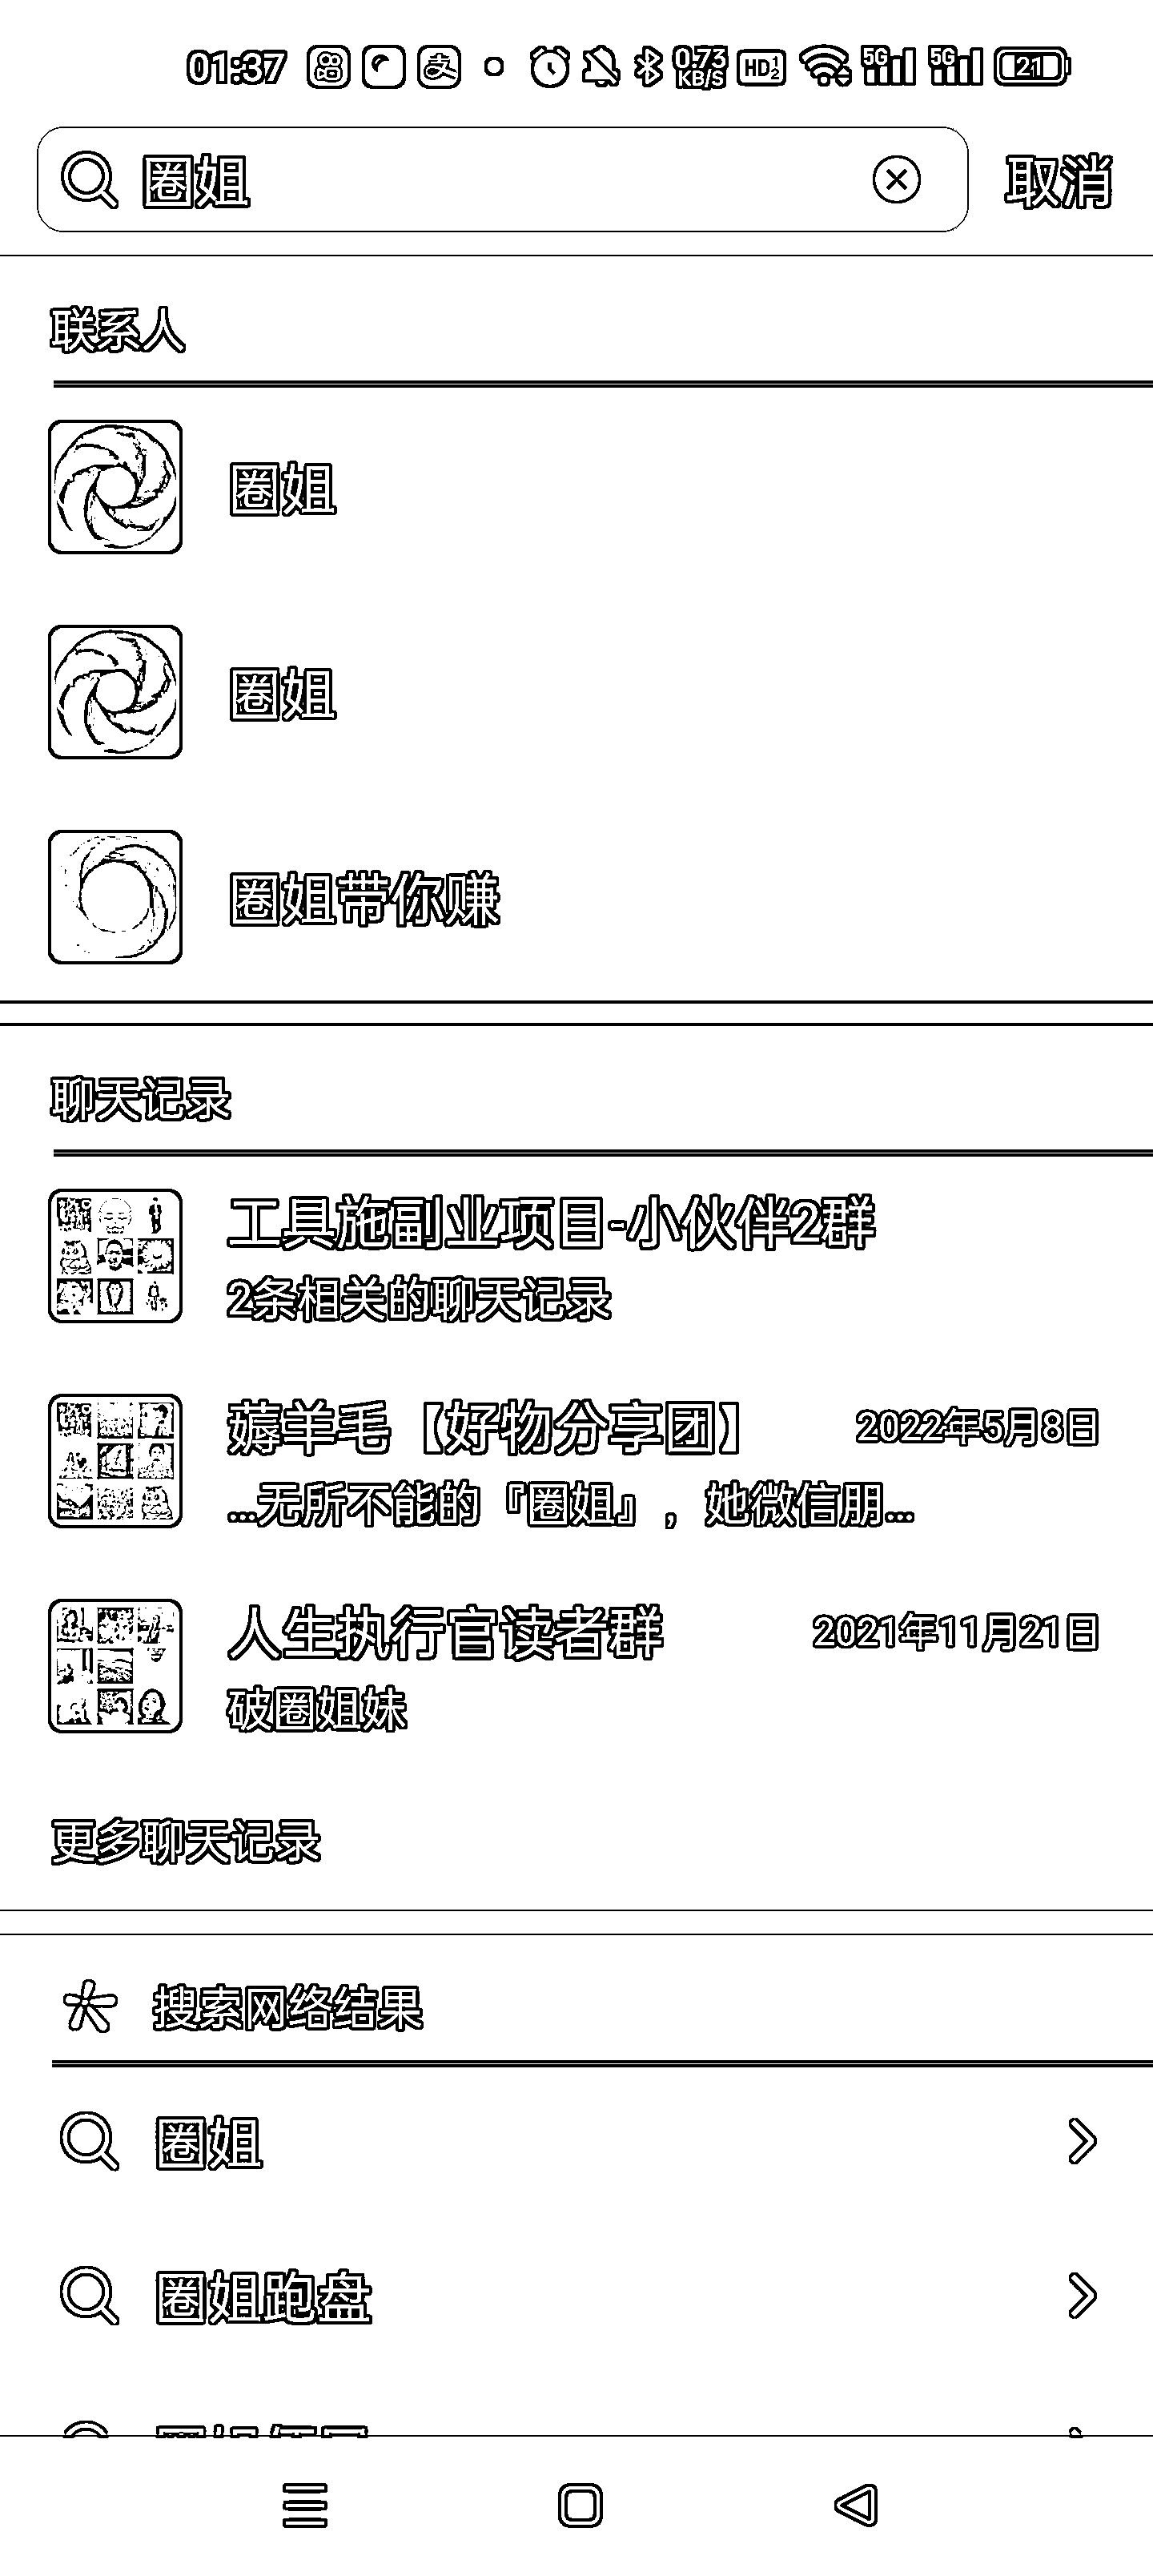 01:37 0.73 KB/S HD 1 2 5G 5G 21
圈姐 取消
联系人
圈姐
圈姐
圈姐带你赚
聊天记录
工具施副业项目-小伙伴2群
2条相关的聊天记录
薅羊毛【好物分享团】 2022年5月8日
...无所不能的『圈姐』，她微信朋...
人生执行官读者群 2021年11月21日
破圈姐妹
更多聊天记录
搜索网络结果
圈姐
圈姐跑盘